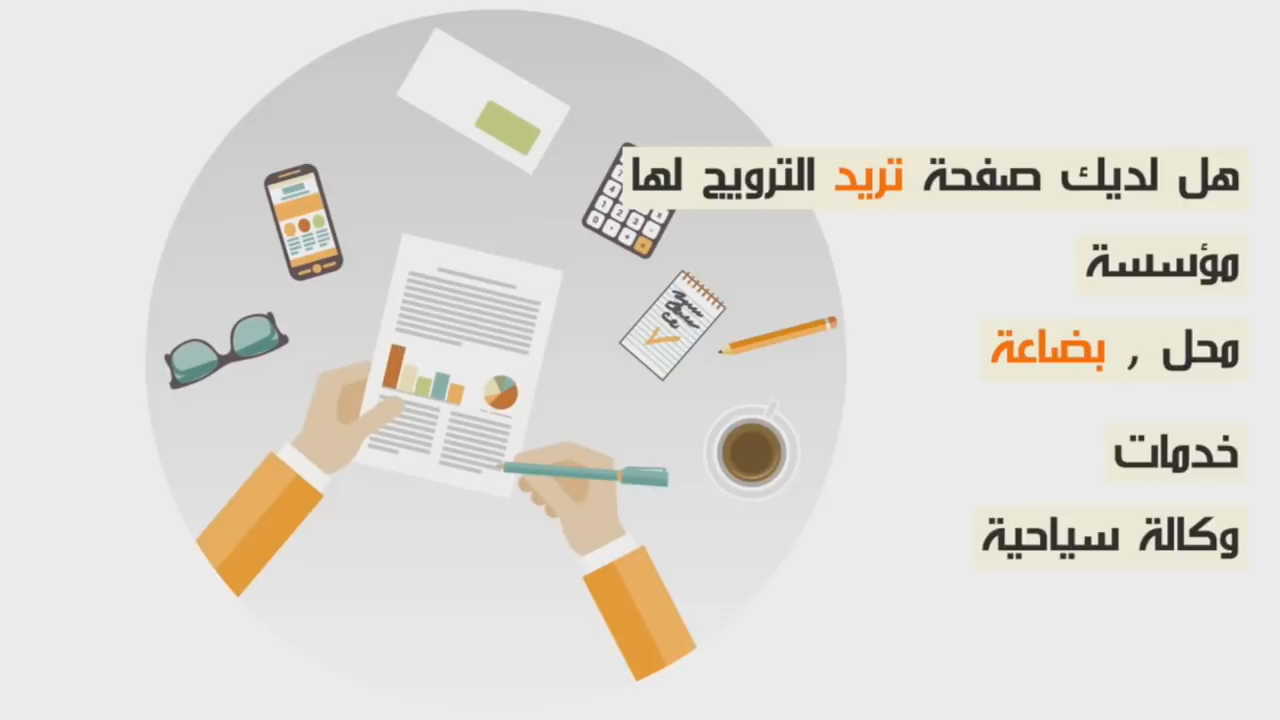 هل لديك صفحة تريد الترويج لها
مؤسسة
محل , بضاعة
خدمات
وكالة سياحية